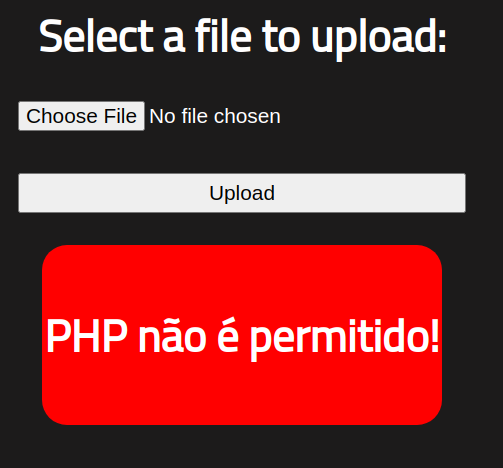 Select a file to upload:
Choose File No file chosen
Upload
PHP não é permitido!